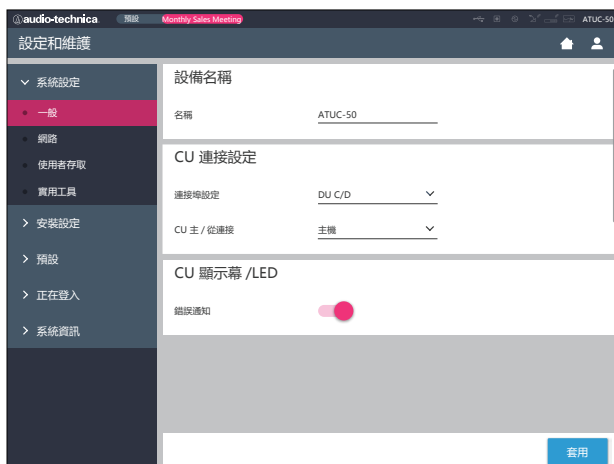 audio-technica 預設 Monthly Sales Meeting ATUC-50
設定和維護
系統設定
一般
網路
使用者存取
實用工具
安裝設定
預設
正在登入
系統資訊
設備名稱
名稱 ATUC-50
CU 連接設定
連接埠設定 DU C/D
CU 主 / 從連接 主機
CU 顯示幕 /LED
錯誤通知
套用